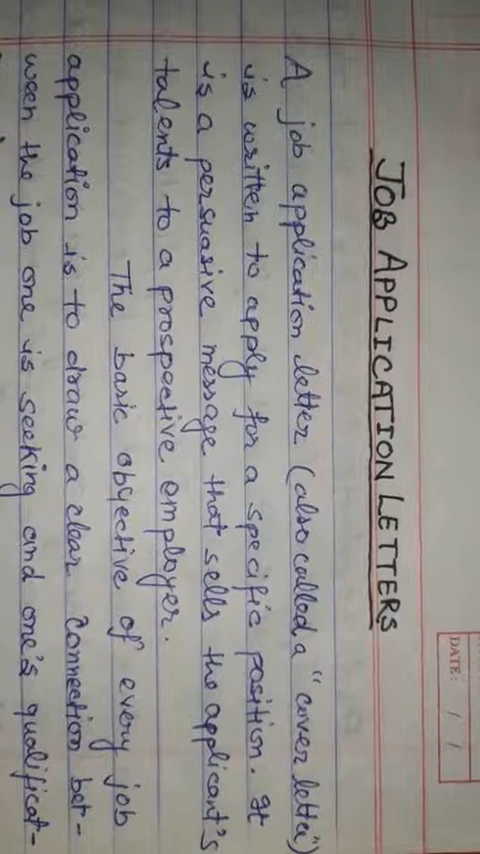 DATE: / /
JOB APPLICATION LETTERS
A job application letter (also called a "cover letter")
is written to apply for a specific position. It
is a persuasive message that sells the applicant's
talents to a prospective employer.
The basic objective of every job
application is to draw a clear connection bet-
ween the job one is seeking and one's qualificat-